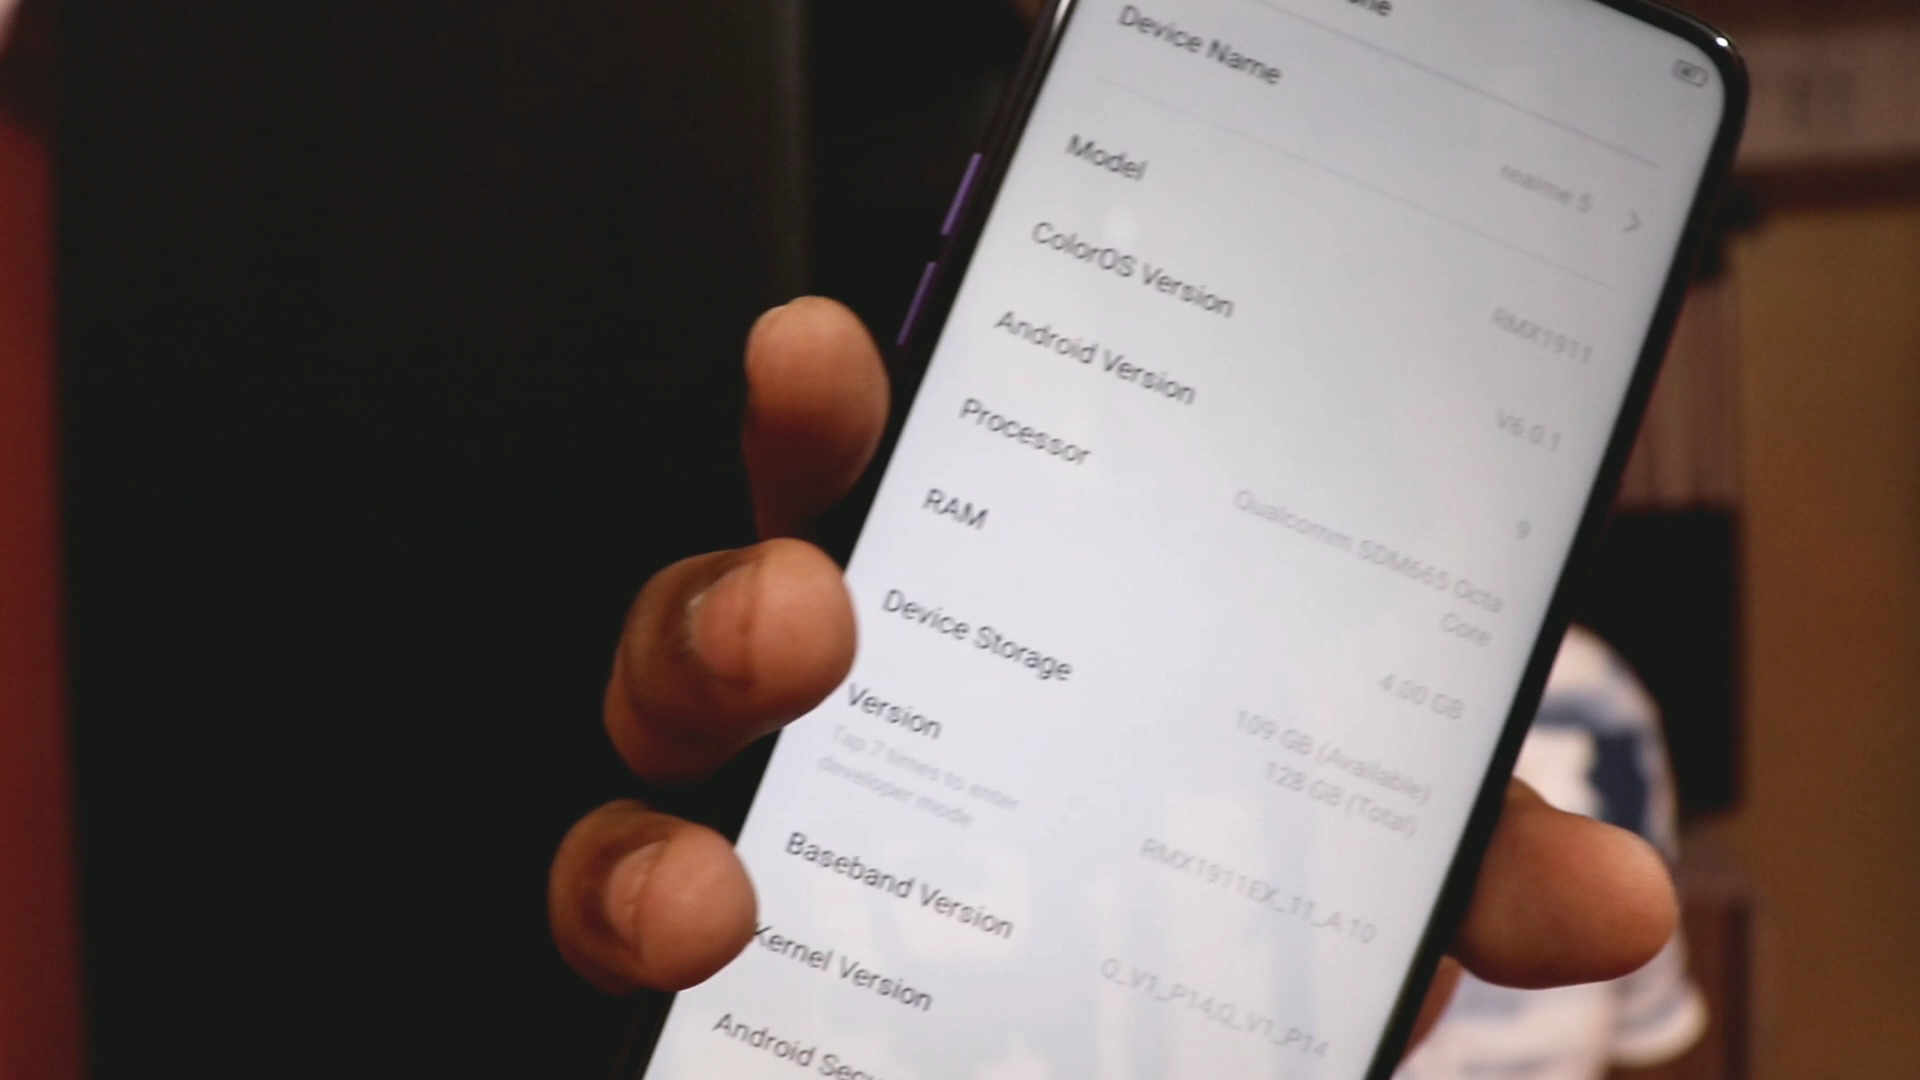 Device Name
realme 5
Model
RMX1911
ColorOS Version
V6.0.1
Android Version
9
Processor
Qualcomm SDM665 Octa
Core
RAM
4.00 GB
Device Storage
109 GB (Available)
128 GB (Total)
Version
Tap 7 times to enter
developer mode
RMX1911EX_11_A.10
Baseband Version
Q_V1_P14,Q_V1_P14
Kernel Version
Android